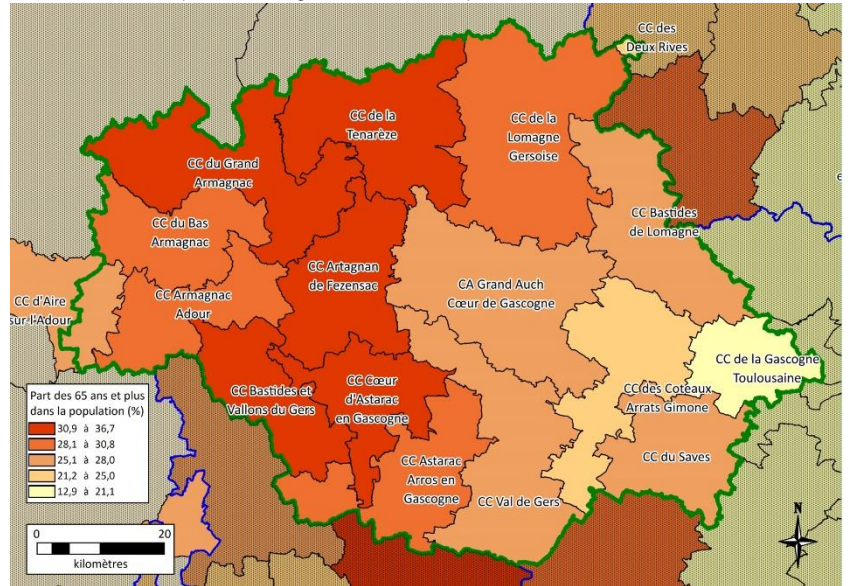 CC des
Deux Rives
CC de la
Tenarèze
CC de la
Lomagne
Gersoise
CC du Grand
Armagnac
CC du Bas
Armagnac
CC Bastides
de Lomagne
CC Artagnan
de Fezensac
CA Grand Auch
Cœur de Gascogne
CC d'Aire
sur-l'Adour
CC Armagnac
Adour
CC de la Gascogne
Toulousaine
CC Bastides et
Vallons du Gers
CC Cœur
d'Astarac
en Gascogne
CC des Coteaux
Arrats Gimone
CC du Saves
CC Astarac
Arros en
Gascogne
CC Val de Gers
Part des 65 ans et plus
dans la population (%)
30,9 à 36,7
28,1 à 30,8
25,1 à 28,0
21,2 à 25,0
12,9 à 21,1
0 20
kilomètres
N